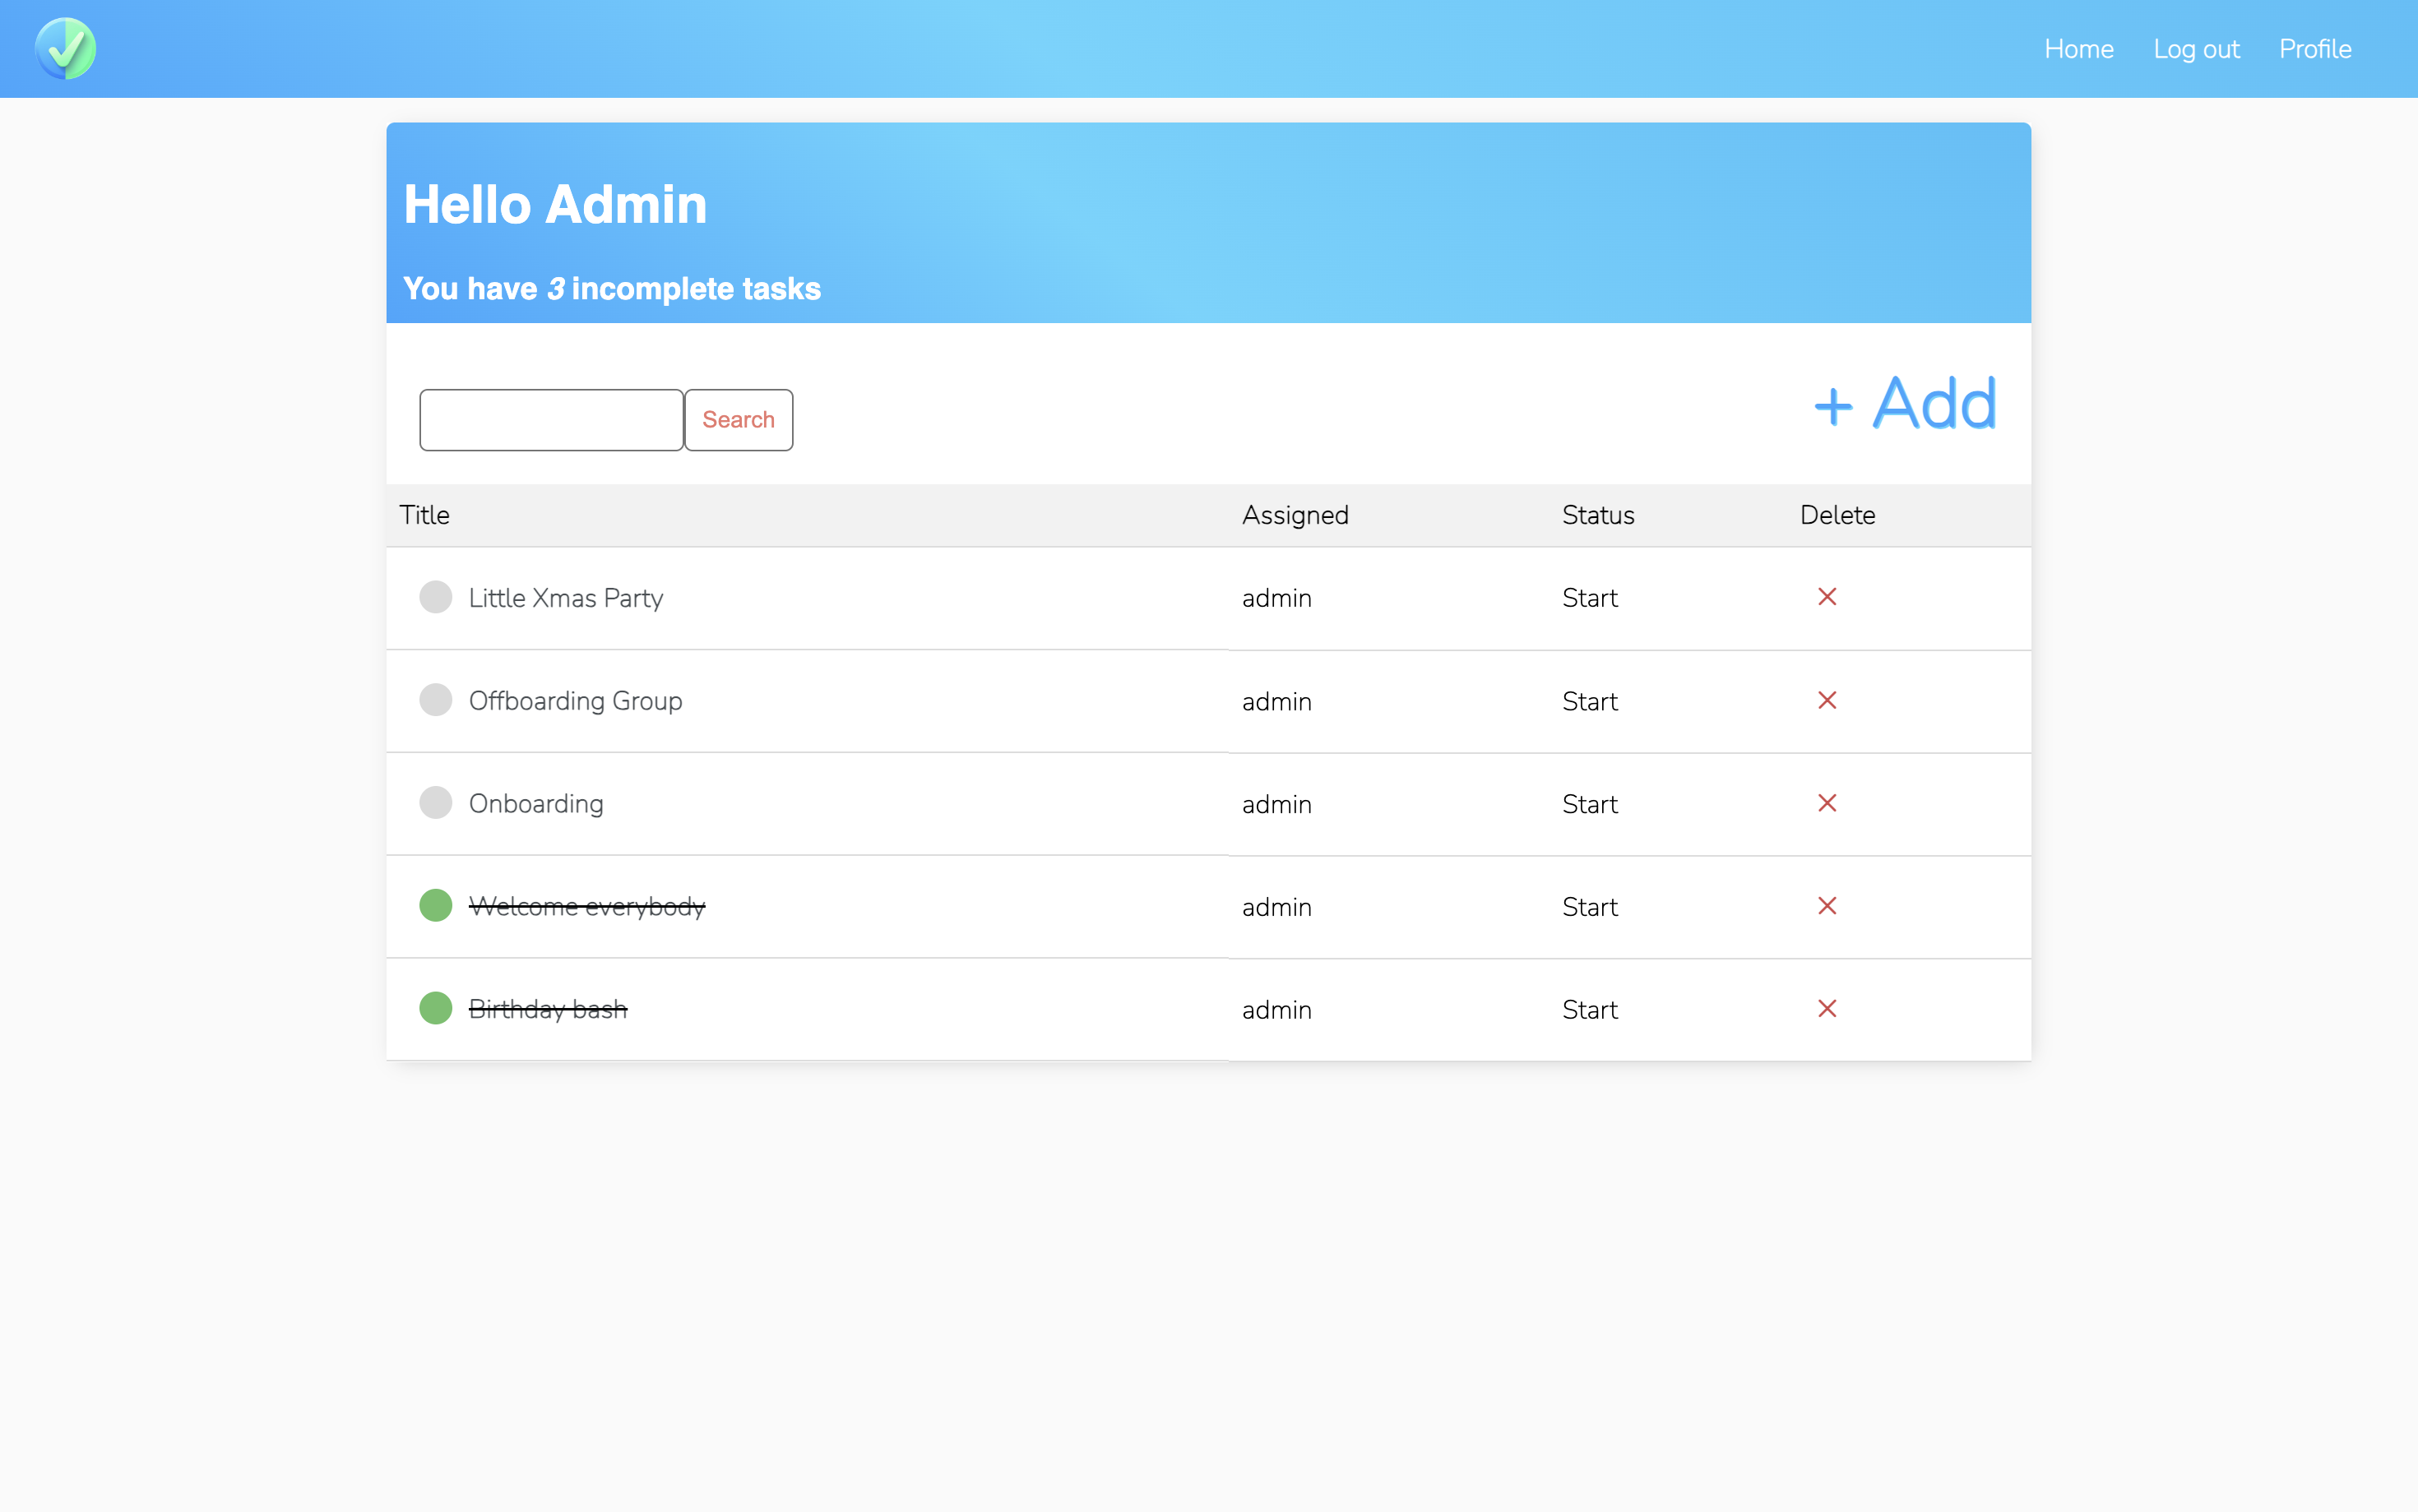 Home Log out Profile
Hello Admin
You have 3 incomplete tasks
Search
+ Add
Title Assigned Status Delete
Little Xmas Party admin Start
Offboarding Group admin Start
Onboarding admin Start
Welcome everybody admin Start
Birthday bash admin Start